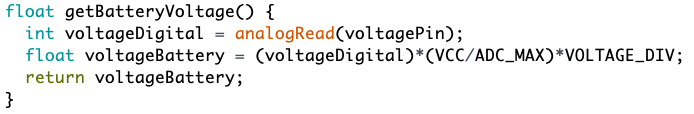 float getBatteryVoltage() {
  int voltageDigital = analogRead(voltagePin);
  float voltageBattery = (voltageDigital)*(VCC/ADC_MAX)*VOLTAGE_DIV;
  return voltageBattery;
}